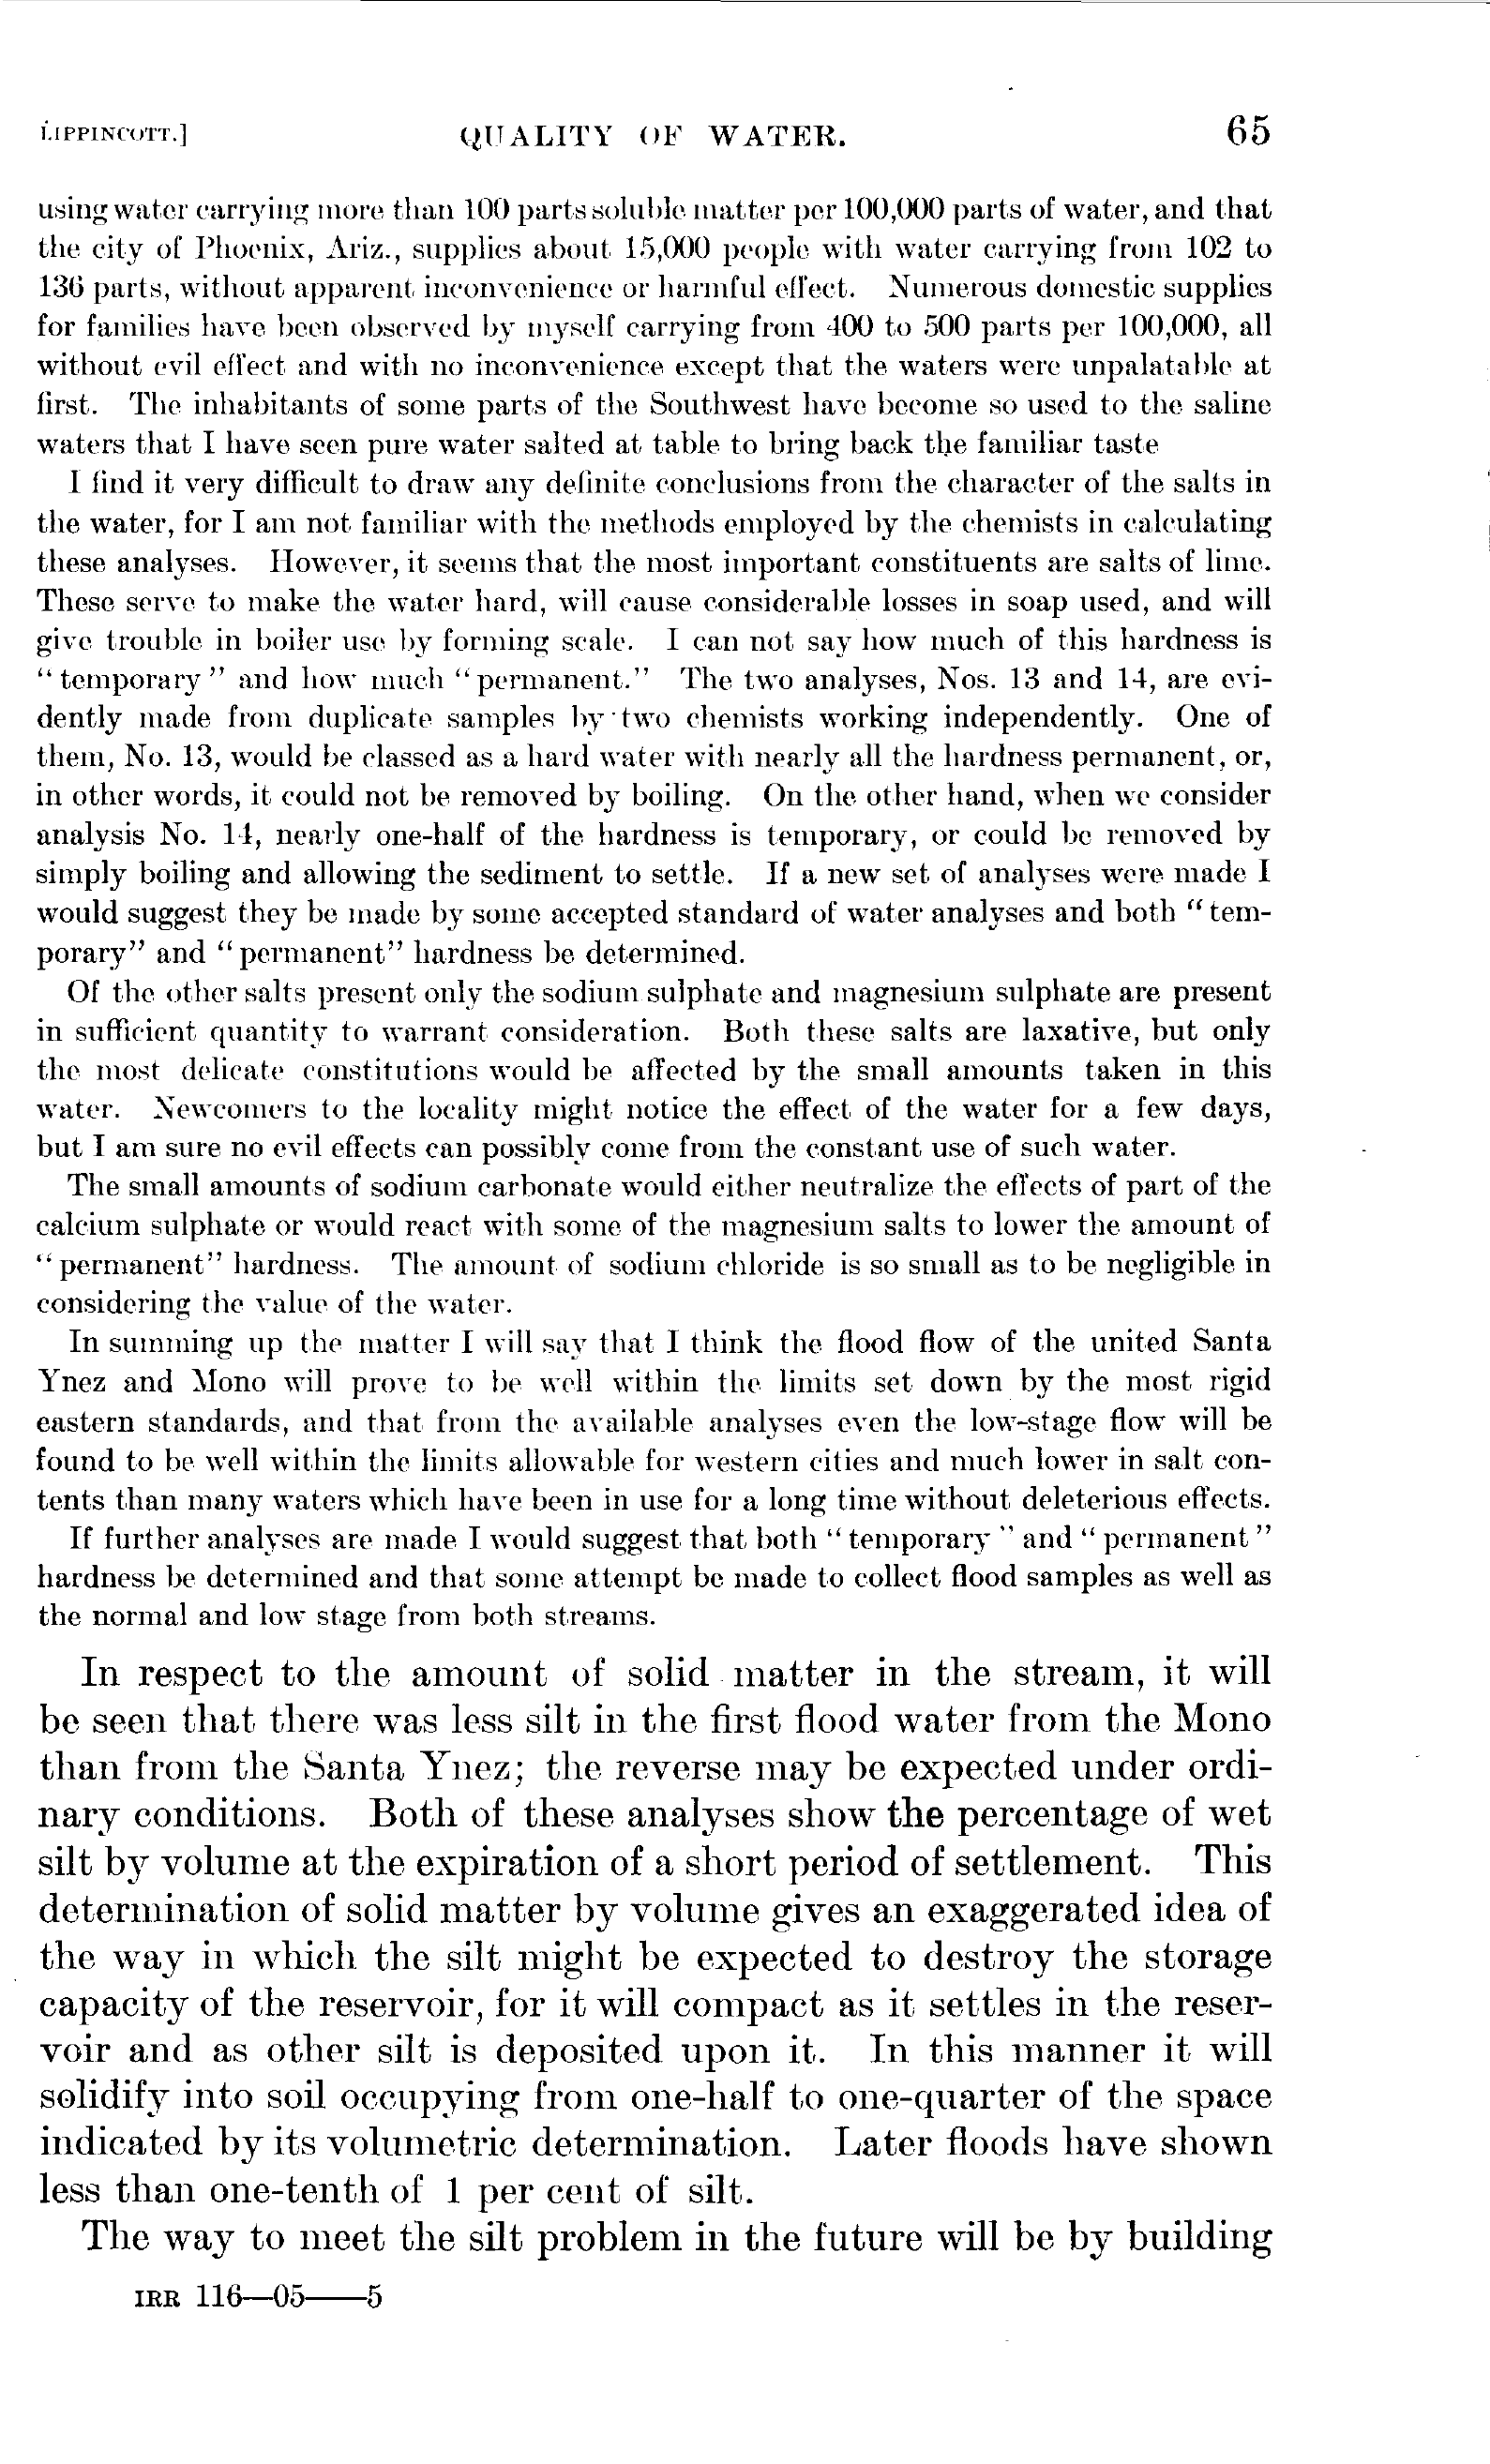 LIPPINCOTT.] QUALITY OF WATER. 65
using water carrying more than 100 parts soluble matter per 100,000 parts of water, and that
the city of Phoenix, Ariz., supplies about 15,000 people with water carrying from 102 to
136 parts, without apparent inconvenience or harmful effect. Numerous domestic supplies
for families have been observed by myself carrying from 400 to 500 parts per 100,000, all
without evil effect and with no inconvenience except that the waters were unpalatable at
first. The inhabitants of some parts of the Southwest have become so used to the saline
waters that I have seen pure water salted at table to bring back the familiar taste
I find it very difficult to draw any definite conclusions from the character of the salts in
the water, for I am not familiar with the methods employed by the chemists in calculating
these analyses. However, it seems that the most important constituents are salts of lime.
These serve to make the water hard, will cause considerable losses in soap used, and will
give trouble in boiler use by forming scale. I can not say how much of this hardness is
"temporary" and how much "permanent." The two analyses, Nos. 13 and 14, are evi-
dently made from duplicate samples by two chemists working independently. One of
them, No. 13, would be classed as a hard water with nearly all the hardness permanent, or,
in other words, it could not be removed by boiling. On the other hand, when we consider
analysis No. 14, nearly one-half of the hardness is temporary, or could be removed by
simply boiling and allowing the sediment to settle. If a new set of analyses were made I
would suggest they be made by some accepted standard of water analyses and both "tem-
porary" and "permanent" hardness be determined.
Of the other salts present only the sodium sulphate and magnesium sulphate are present
in sufficient quantity to warrant consideration. Both these salts are laxative, but only
the most delicate constitutions would be affected by the small amounts taken in this
water. Newcomers to the locality might notice the effect of the water for a few days,
but I am sure no evil effects can possibly come from the constant use of such water.
The small amounts of sodium carbonate would either neutralize the effects of part of the
calcium sulphate or would react with some of the magnesium salts to lower the amount of
"permanent" hardness. The amount of sodium chloride is so small as to be negligible in
considering the value of the water.
In summing up the matter I will say that I think the flood flow of the united Santa
Ynez and Mono will prove to be well within the limits set down by the most rigid
eastern standards, and that from the available analyses even the low-stage flow will be
found to be well within the limits allowable for western cities and much lower in salt con-
tents than many waters which have been in use for a long time without deleterious effects.
If further analyses are made I would suggest that both "temporary" and "permanent"
hardness be determined and that some attempt be made to collect flood samples as well as
the normal and low stage from both streams.
In respect to the amount of solid matter in the stream, it will
be seen that there was less silt in the first flood water from the Mono
than from the Santa Ynez; the reverse may be expected under ordi-
nary conditions. Both of these analyses show the percentage of wet
silt by volume at the expiration of a short period of settlement. This
determination of solid matter by volume gives an exaggerated idea of
the way in which the silt might be expected to destroy the storage
capacity of the reservoir, for it will compact as it settles in the reser-
voir and as other silt is deposited upon it. In this manner it will
solidify into soil occupying from one-half to one-quarter of the space
indicated by its volumetric determination. Later floods have shown
less than one-tenth of 1 per cent of silt.
The way to meet the silt problem in the future will be by building
IRR 116—05——5